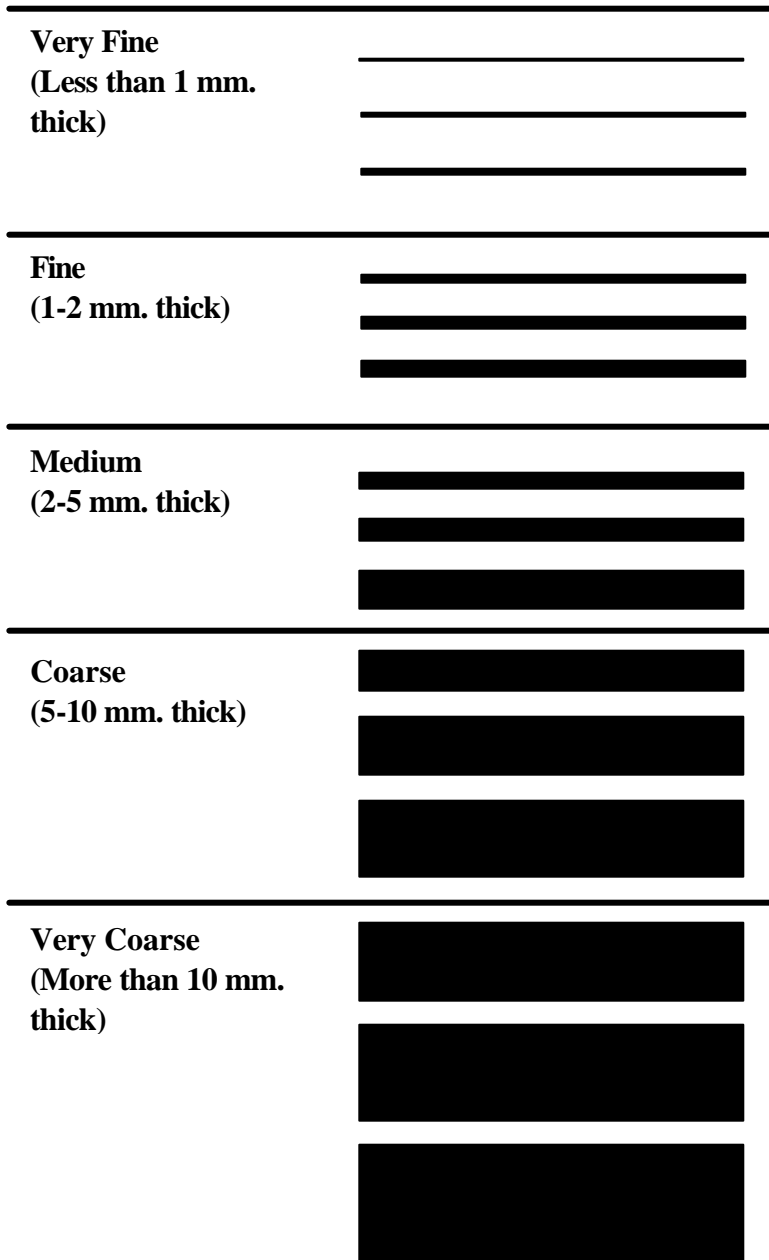 Very Fine
(Less than 1 mm.
thick)
Fine
(1-2 mm. thick)
Medium
(2-5 mm. thick)
Coarse
(5-10 mm. thick)
Very Coarse
(More than 10 mm.
thick)